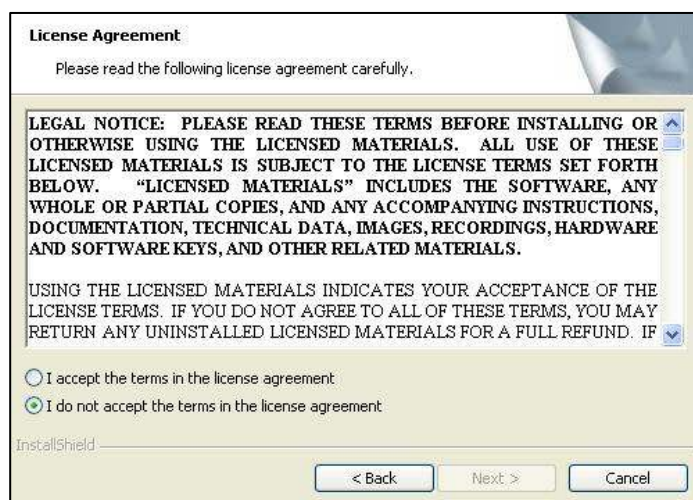 License Agreement
Please read the following license agreement carefully.
LEGAL NOTICE: PLEASE READ THESE TERMS BEFORE INSTALLING OR
OTHERWISE USING THE LICENSED MATERIALS. ALL USE OF THESE
LICENSED MATERIALS IS SUBJECT TO THE LICENSE TERMS SET FORTH
BELOW. “LICENSED MATERIALS” INCLUDES THE SOFTWARE, ANY
WHOLE OR PARTIAL COPIES, AND ANY ACCOMPANYING INSTRUCTIONS,
DOCUMENTATION, TECHNICAL DATA, IMAGES, RECORDINGS, HARDWARE
AND SOFTWARE KEYS, AND OTHER RELATED MATERIALS.
USING THE LICENSED MATERIALS INDICATES YOUR ACCEPTANCE OF THE
LICENSE TERMS. IF YOU DO NOT AGREE TO ALL OF THESE TERMS, YOU MAY
RETURN ANY UNINSTALLED LICENSED MATERIALS FOR A FULL REFUND. IF
I accept the terms in the license agreement
I do not accept the terms in the license agreement
InstallShield
< Back Next > Cancel